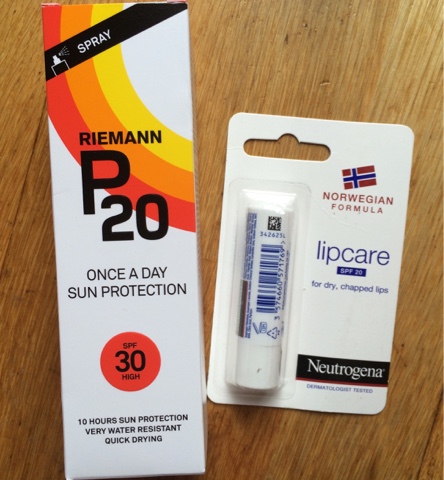 SPRAY
RIEMANN
P
20
ONCE A DAY
SUN PROTECTION
SPF
30
HIGH
10 HOURS SUN PROTECTION
VERY WATER RESISTANT
QUICK DRYING
NORWEGIAN
FORMULA
lipcare
SPF 20
for dry, chapped lips
Neutrogena®
DERMATOLOGIST TESTED